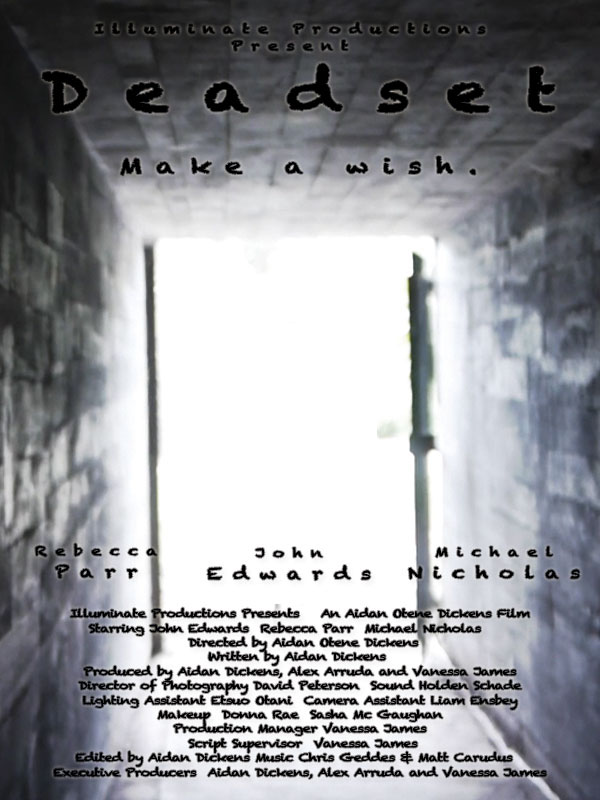 Illuminate Productions
Present
Deadset
Make a wish.
Rebecca John Michael
Parr Edwards Nicholas
Illuminate Productions Presents An Aidan Otene Dickens Film
Starring John Edwards Rebecca Parr Michael Nicholas
Directed by Aidan Otene Dickens
Written by Aidan Dickens
Produced by Aidan Dickens, Alex Arruda and Vanessa James
Director of Photography David Peterson Sound Holden Schade
Lighting Assistant Etsuo Otani Camera Assistant Liam Ensbey
Makeup Donna Rae Sasha Mc Gaughan
Production Manager Vanessa James
Script Supervisor Vanessa James
Edited by Aidan Dickens Music Chris Geddes & Matt Carudus
Executive Producers Aidan Dickens, Alex Arruda and Vanessa James